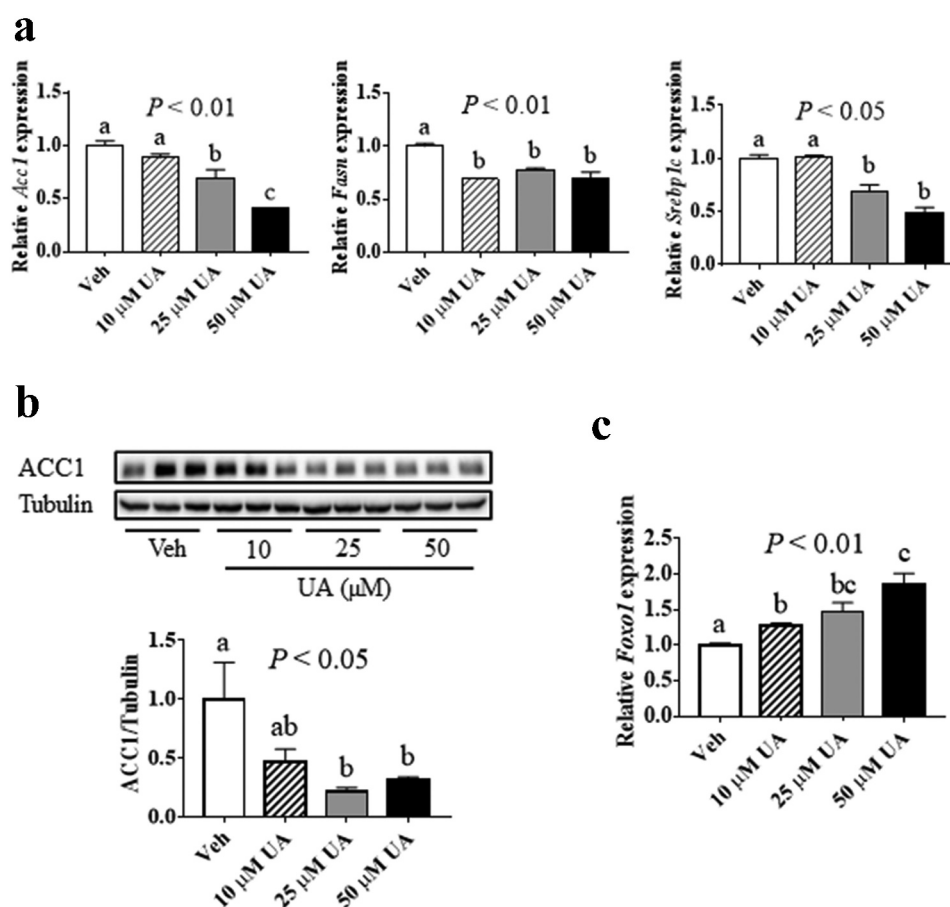 a
Relative Acc1 expression
1.5
1.0
0.5
0.0
P < 0.01
a
a
b
c
Veh
10 μM UA
25 μM UA
50 μM UA
Relative Fasn expression
1.5
1.0
0.5
0.0
P < 0.01
a
b
b
b
Veh
10 μM UA
25 μM UA
50 μM UA
Relative Srebp1c expression
1.5
1.0
0.5
0.0
P < 0.05
a
a
b
b
Veh
10 μM UA
25 μM UA
50 μM UA
b
ACC1
Tubulin
Veh 10 25 50
UA (μM)
ACC1/Tubulin
1.5
1.0
0.5
0.0
P < 0.05
a
ab
b
b
Veh
10 μM UA
25 μM UA
50 μM UA
c
Relative Foxo1 expression
2.5
2.0
1.5
1.0
0.5
0.0
P < 0.01
a
b
bc
c
Veh
10 μM UA
25 μM UA
50 μM UA